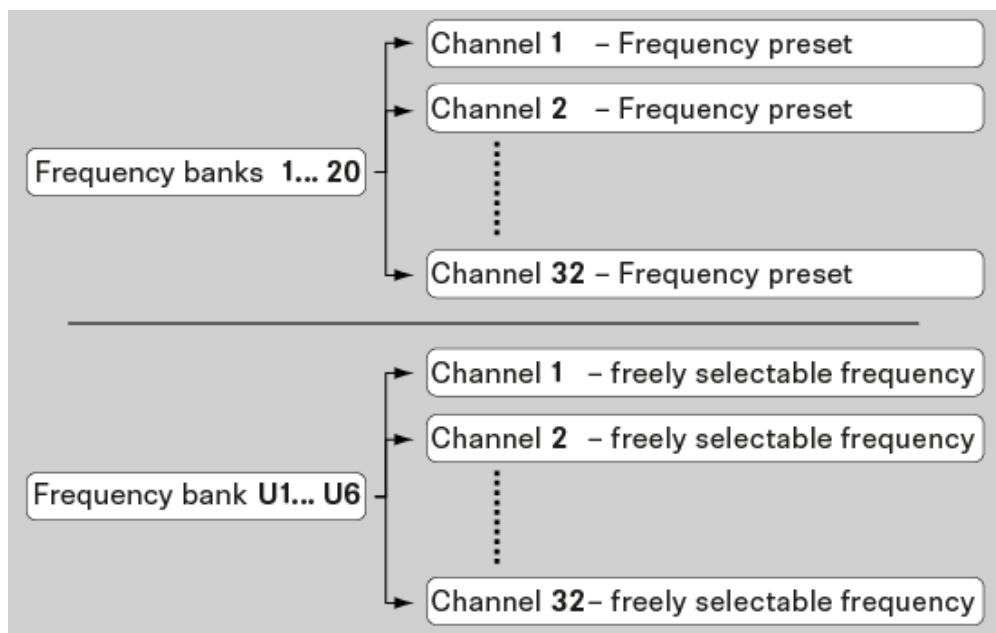 Channel 1 – Frequency preset
Channel 2 – Frequency preset
Frequency banks 1... 20
Channel 32 – Frequency preset
Channel 1 – freely selectable frequency
Channel 2 – freely selectable frequency
Frequency bank U1... U6
Channel 32 – freely selectable frequency